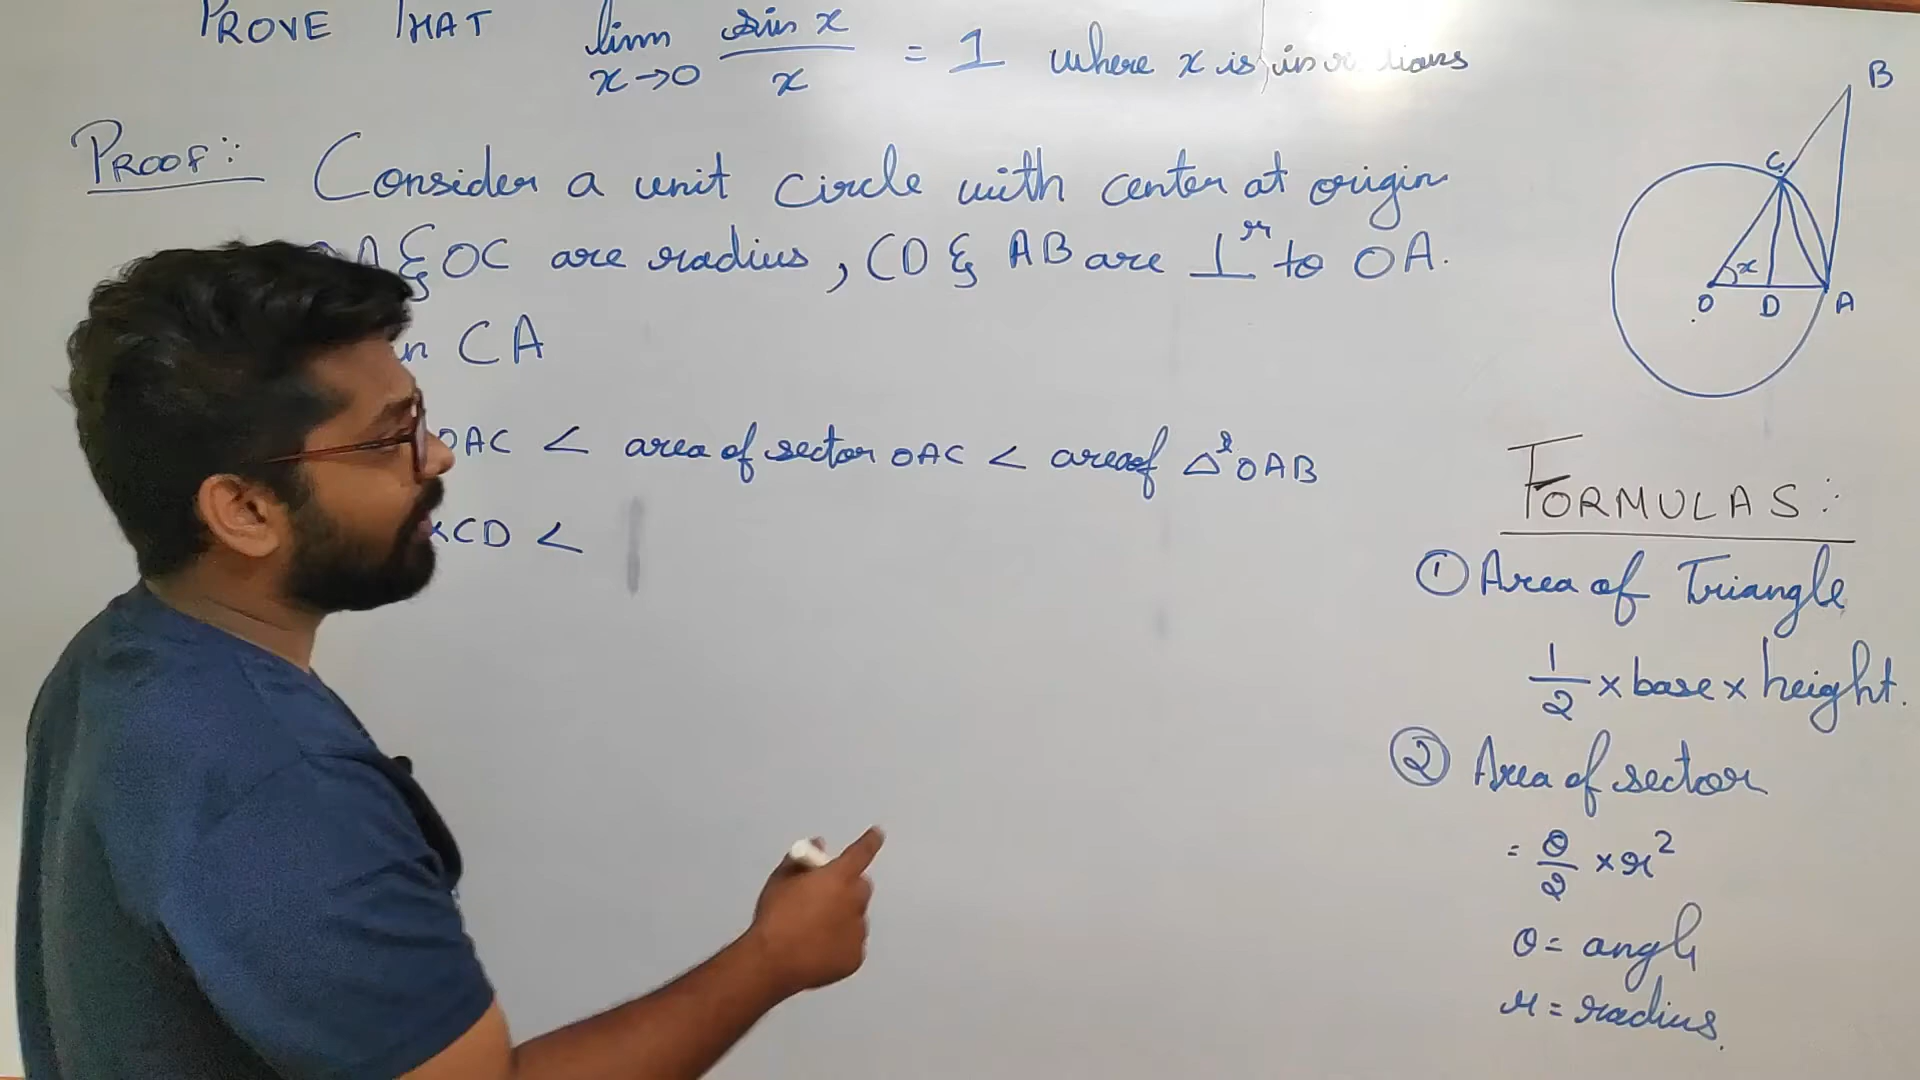 PROVE THAT lim x→0 sin x / x = 1 where x is in radians
PROOF: Consider a unit circle with center at origin
OA & OC are radius, CD & AB are ⊥r to OA.
CA
OAC < area of sector OAC < area of Δle OAB
×CD <
B
C
x
O D A
FORMULAS:
① Area of Triangle
1/2 × base × height.
② Area of sector
= θ/2 × r²
θ = angle
r = radius.